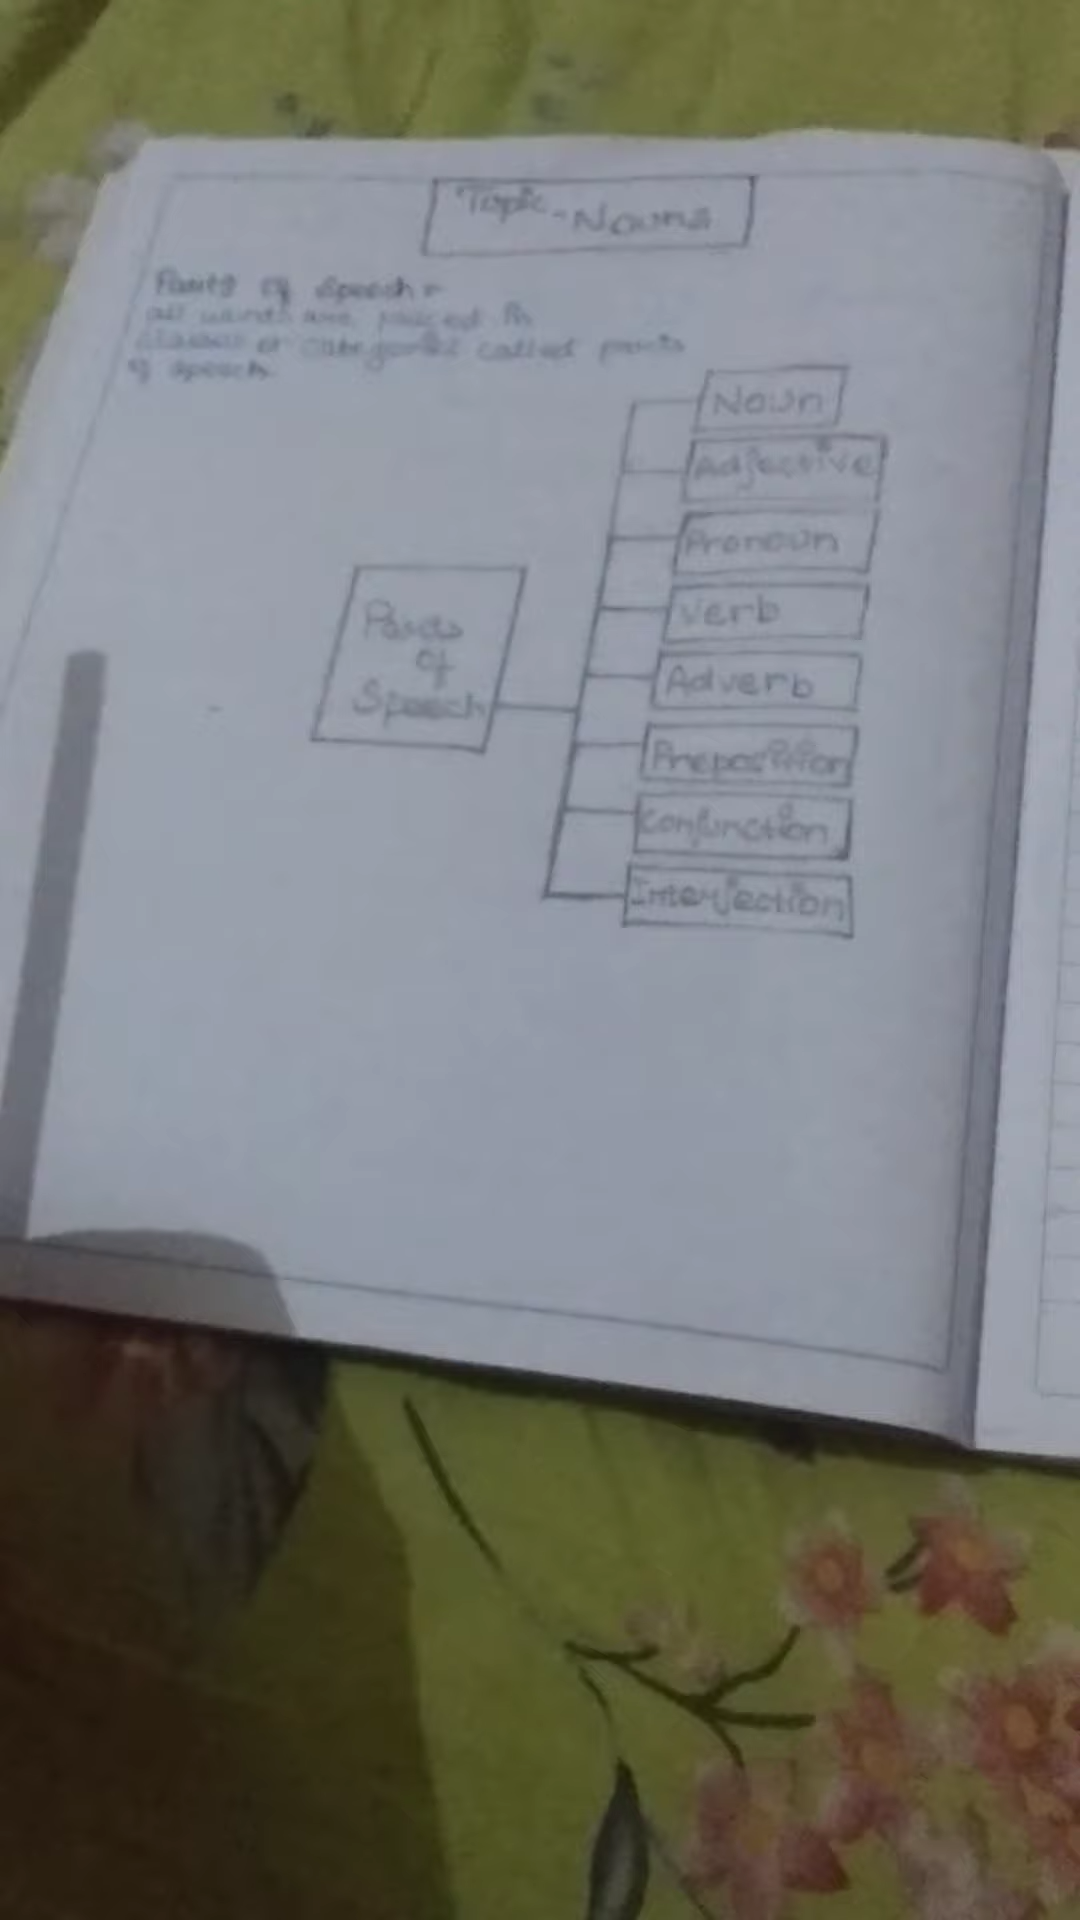 Topic - Nouns
Parts of Speech -
all words are placed in
classes or categories called parts
of speech.
Noun
Adjective
Pronoun
Verb
Adverb
Parts
of
Speech
Preposition
Conjunction
Interjection